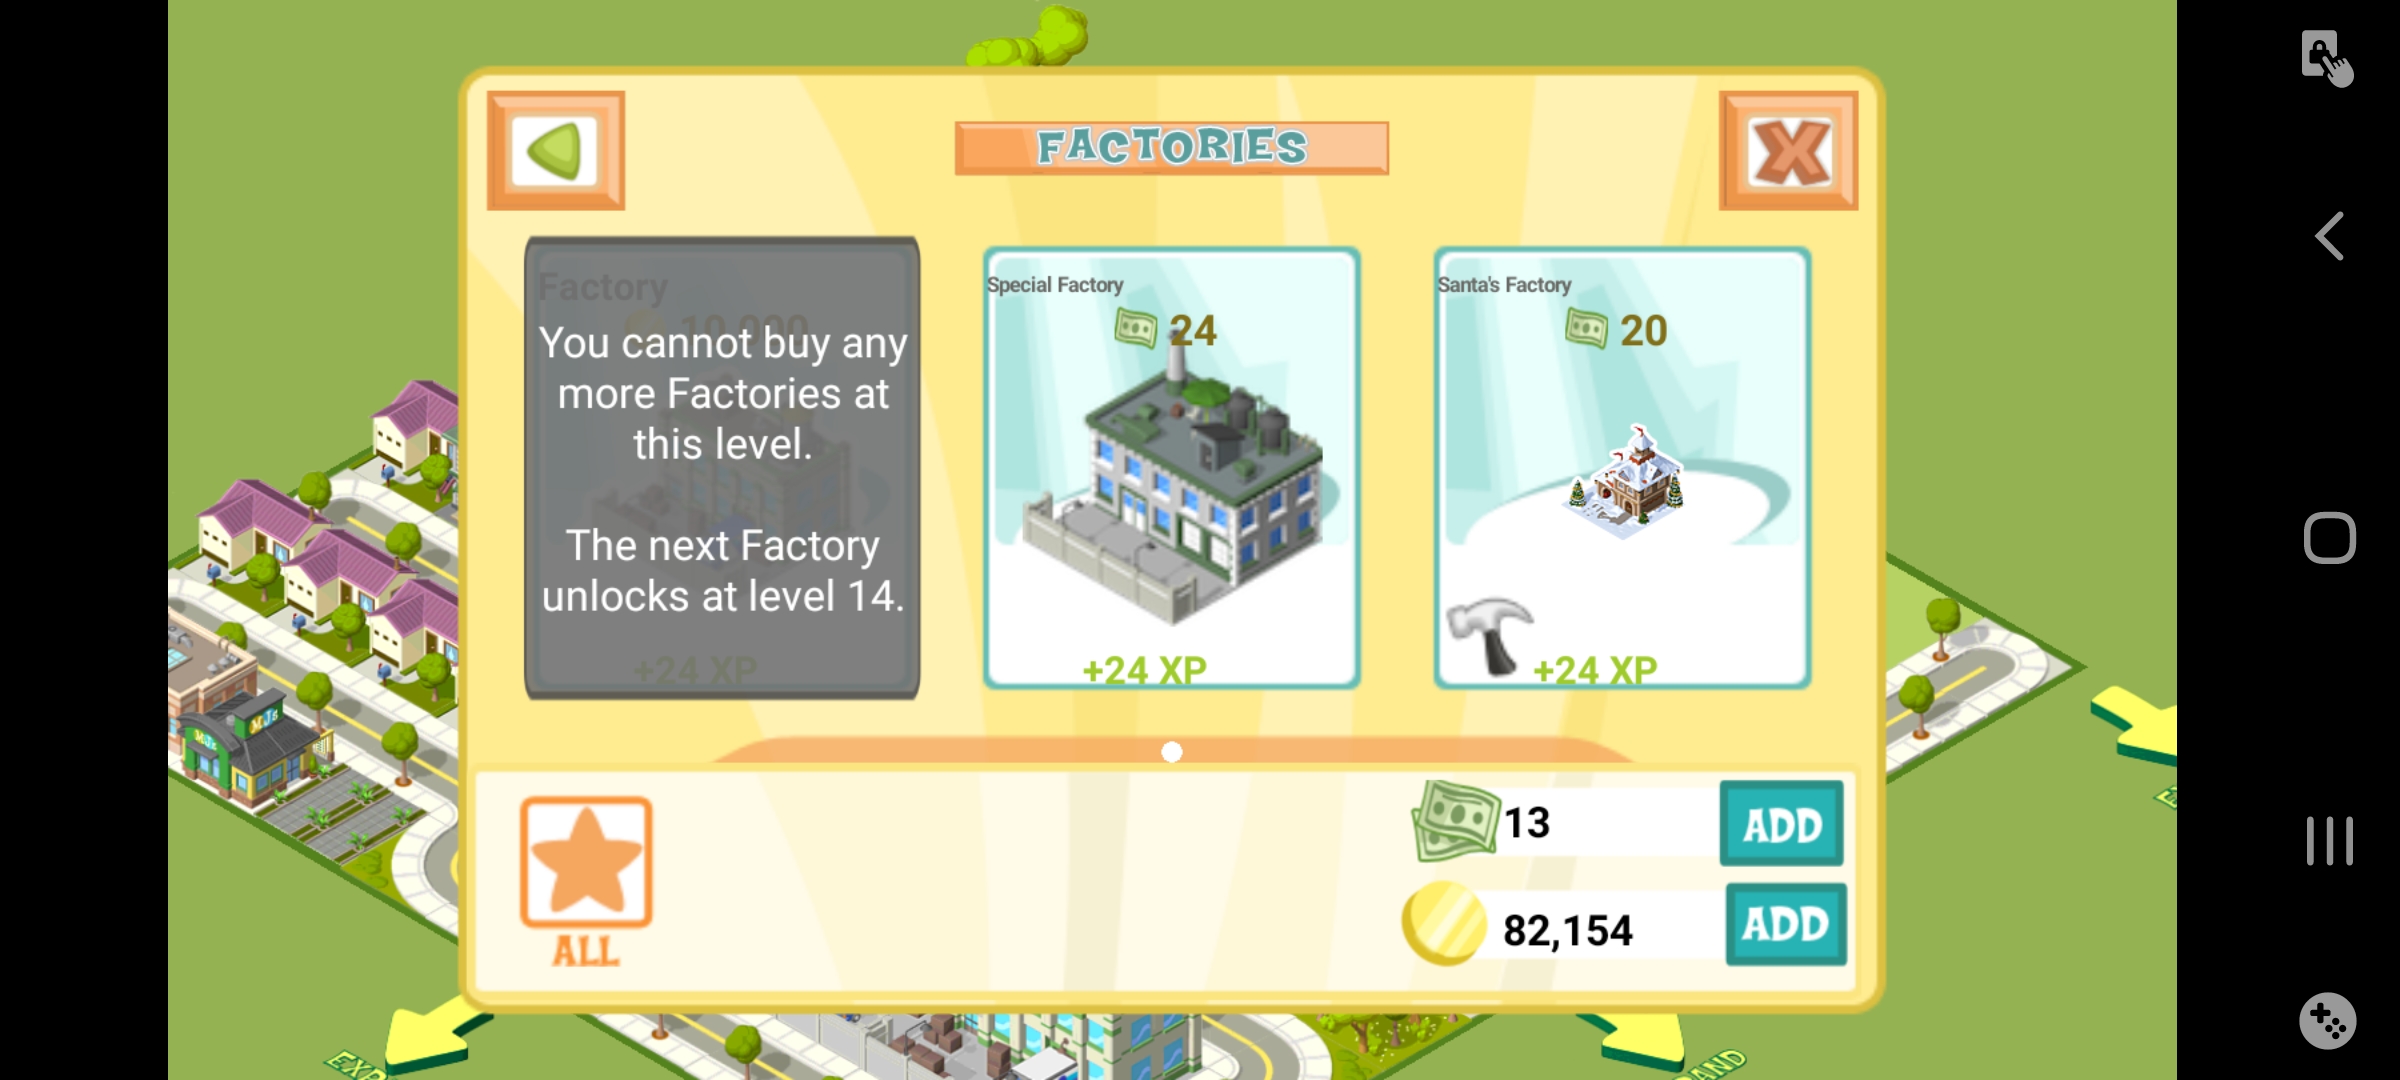 FACTORIES
Factory
10,000
You cannot buy any
more Factories at
this level.
The next Factory
unlocks at level 14.
+24 XP
Special Factory
24
+24 XP
Santa's Factory
20
+24 XP
MJs
MJs
13
ADD
82,154
ADD
ALL
EXP
AND